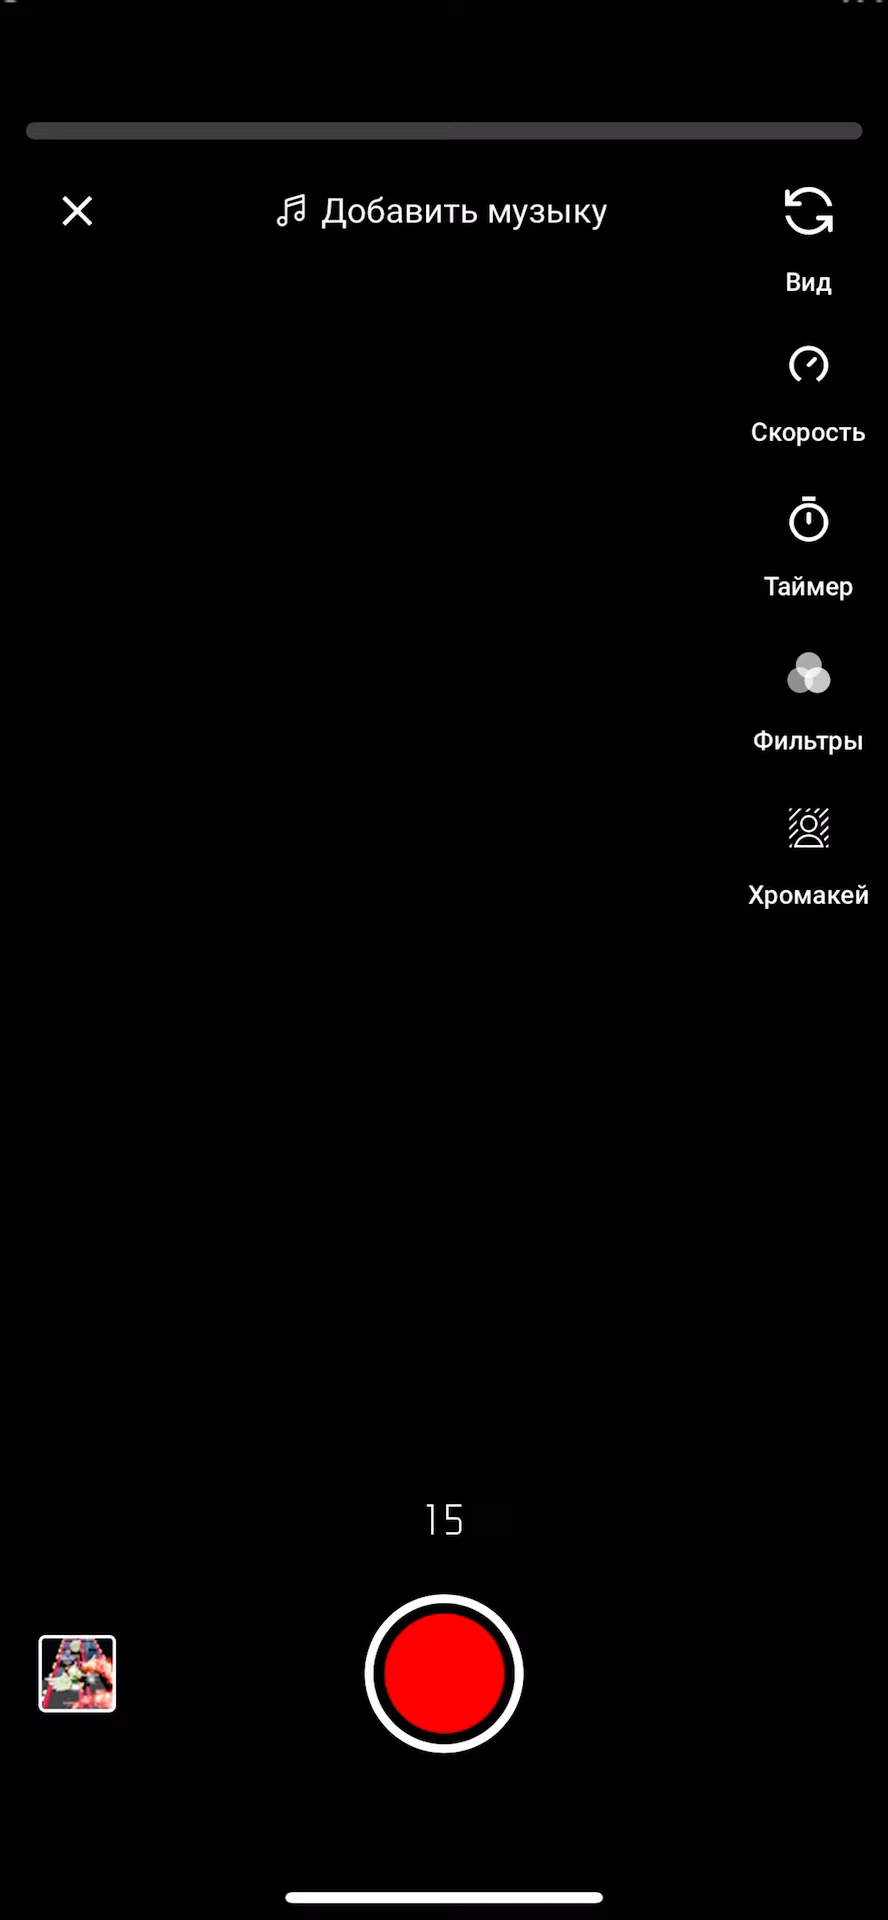 Добавить музыку
Вид
Скорость
Таймер
Фильтры
Хромакей
15